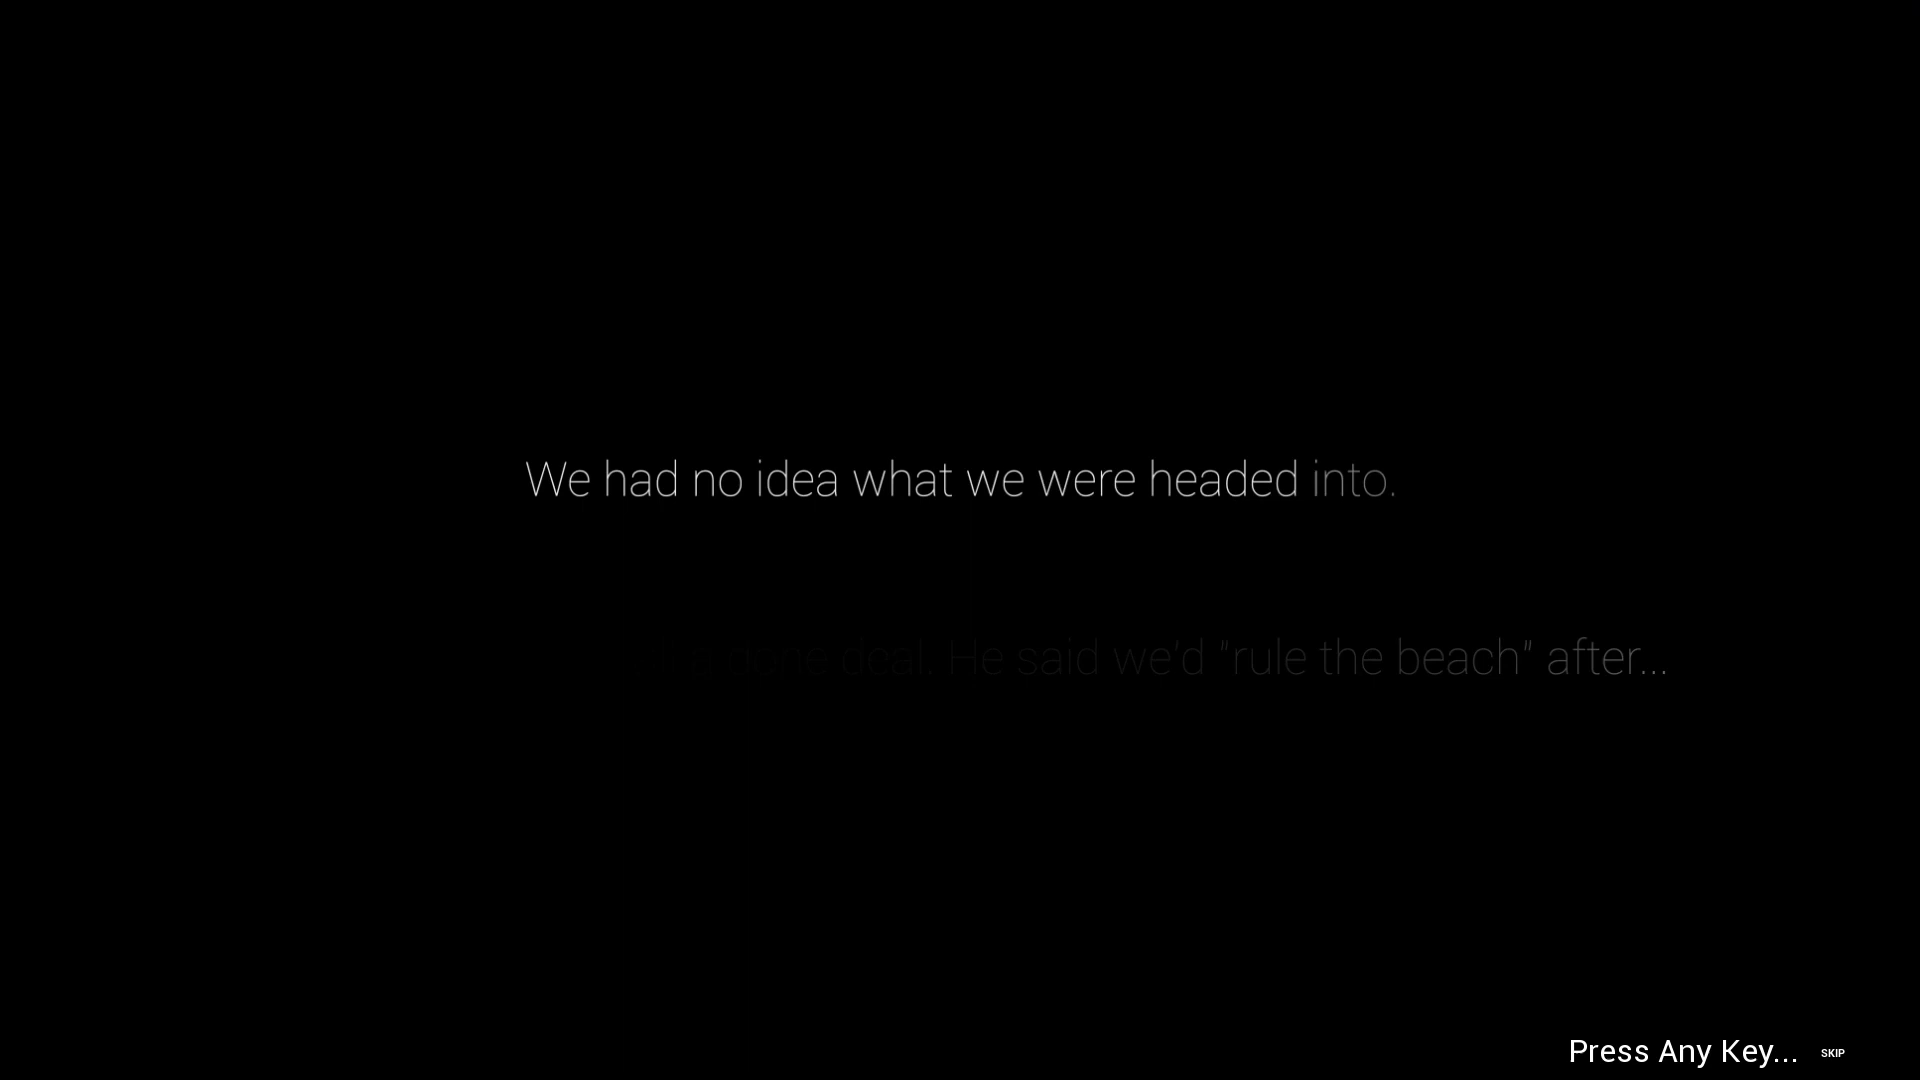 We had no idea what we were headed into.
a done deal. He said we'd "rule the beach" after...
Press Any Key... SKIP